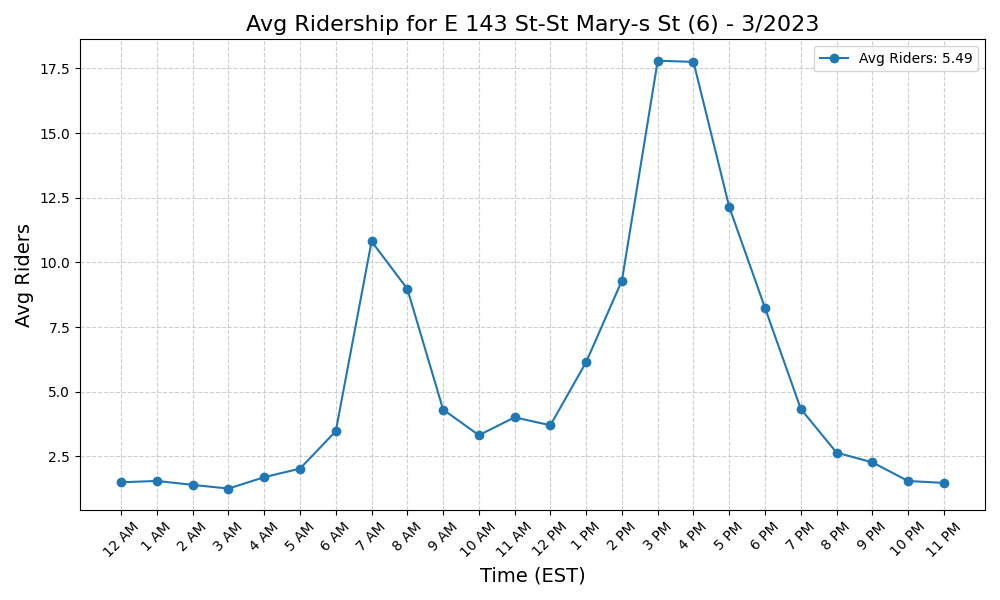 Avg Ridership for E 143 St-St Mary-s St (6) - 3/2023
Avg Riders: 5.49
17.5
15.0
12.5
10.0
7.5
5.0
2.5
Avg Riders
12 AM
1 AM
2 AM
3 AM
4 AM
5 AM
6 AM
7 AM
8 AM
9 AM
10 AM
11 AM
12 PM
1 PM
2 PM
3 PM
4 PM
5 PM
6 PM
7 PM
8 PM
9 PM
10 PM
11 PM
Time (EST)